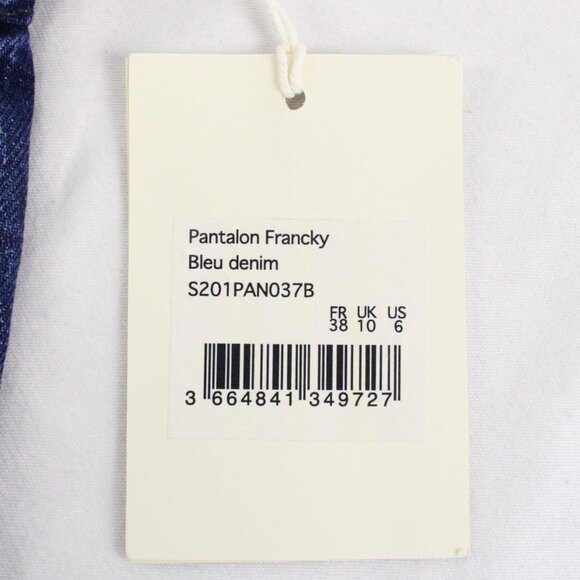 Pantalon Francky
Bleu denim
S201PAN037B
FR UK US
38 10 6
3 664841 349727